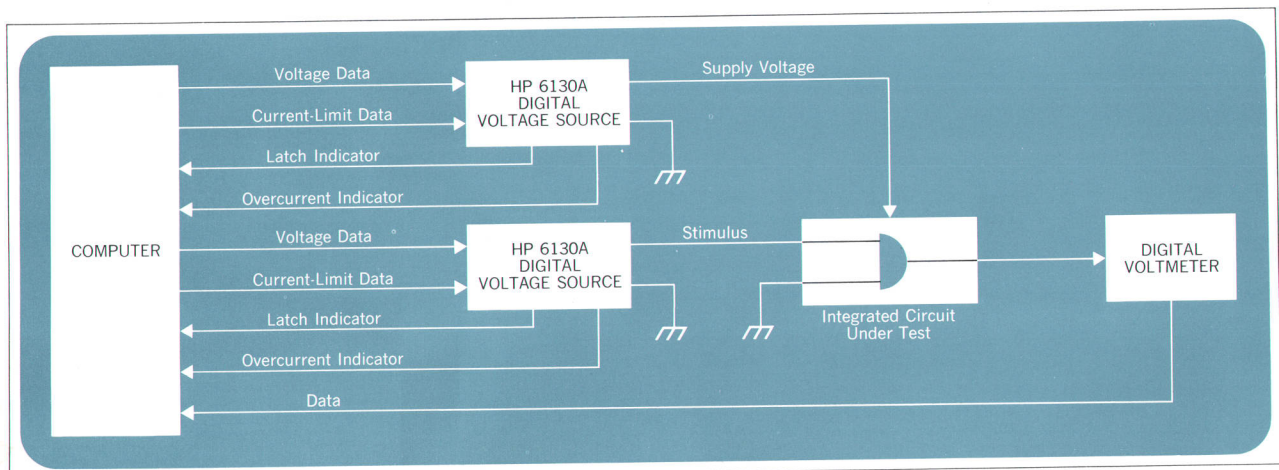 COMPUTER
Voltage Data
Current-Limit Data
Latch Indicator
Overcurrent Indicator
HP 6130A
DIGITAL
VOLTAGE SOURCE
Supply Voltage
Voltage Data
Current-Limit Data
Latch Indicator
Overcurrent Indicator
Data
HP 6130A
DIGITAL
VOLTAGE SOURCE
Stimulus
Integrated Circuit
Under Test
DIGITAL
VOLTMETER